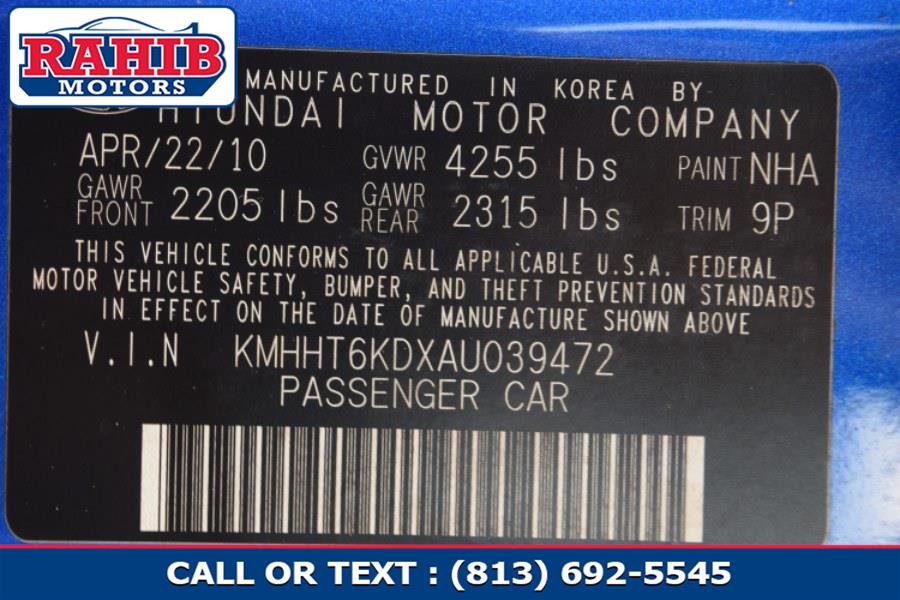 RAHIB
MOTORS
MANUFACTURED IN KOREA BY
HYUNDAI MOTOR COMPANY
APR/22/10 GVWR 4255 lbs PAINT NHA
GAWR FRONT 2205 lbs GAWR REAR 2315 lbs TRIM 9P
THIS VEHICLE CONFORMS TO ALL APPLICABLE U.S.A. FEDERAL
MOTOR VEHICLE SAFETY, BUMPER, AND THEFT PREVENTION STANDARDS
IN EFFECT ON THE DATE OF MANUFACTURE SHOWN ABOVE
V.I.N KMHHT6KDXAU039472
PASSENGER CAR
CALL OR TEXT : (813) 692-5545